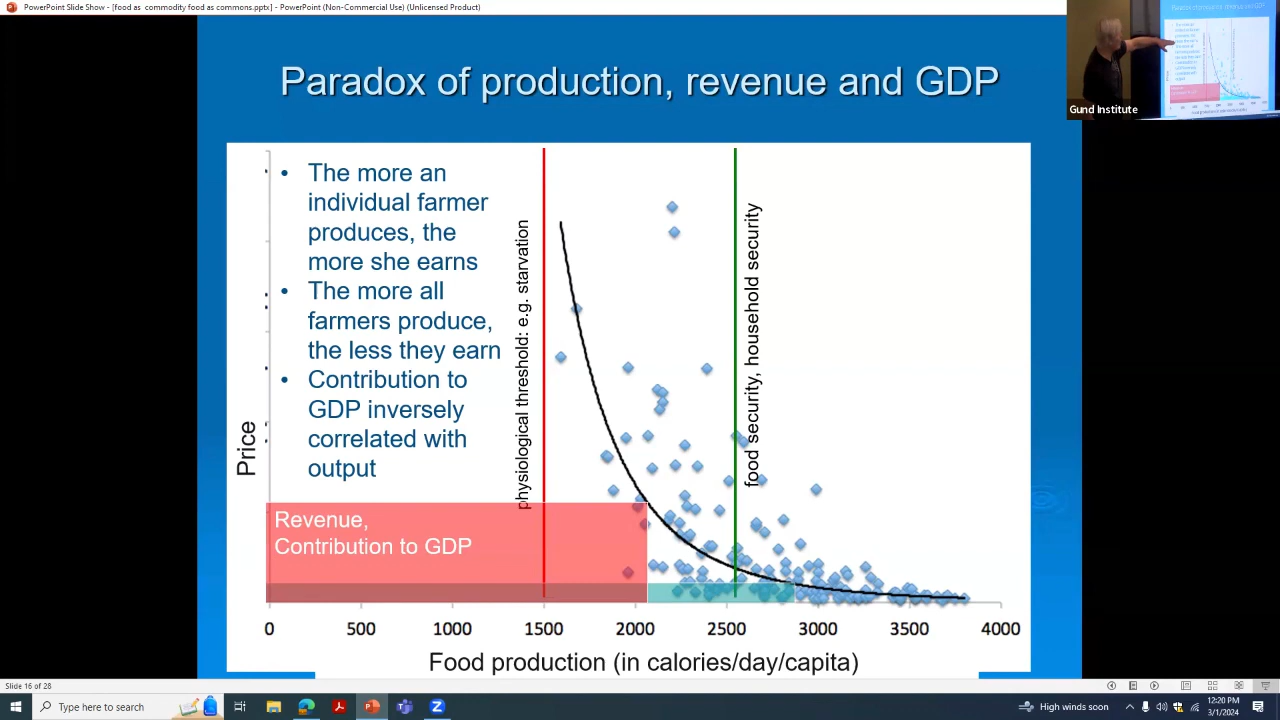 PowerPoint Slide Show - [food as  commodity food as commons.pptx] - PowerPoint (Non-Commercial Use) (Unlicensed Product)
Gund Institute
Paradox of production, revenue and GDP
• The more an
individual farmer
produces, the
more she earns
• The more all
farmers produce,
the less they earn
• Contribution to
GDP inversely
correlated with
output
physiological threshold: e.g. starvation
food security, household security
Price
Revenue,
Contribution to GDP
0 500 1000 1500 2000 2500 3000 3500 4000
Food production (in calories/day/capita)
Slide 16 of 28
Type here to search
High winds soon
12:20 PM
3/1/2024